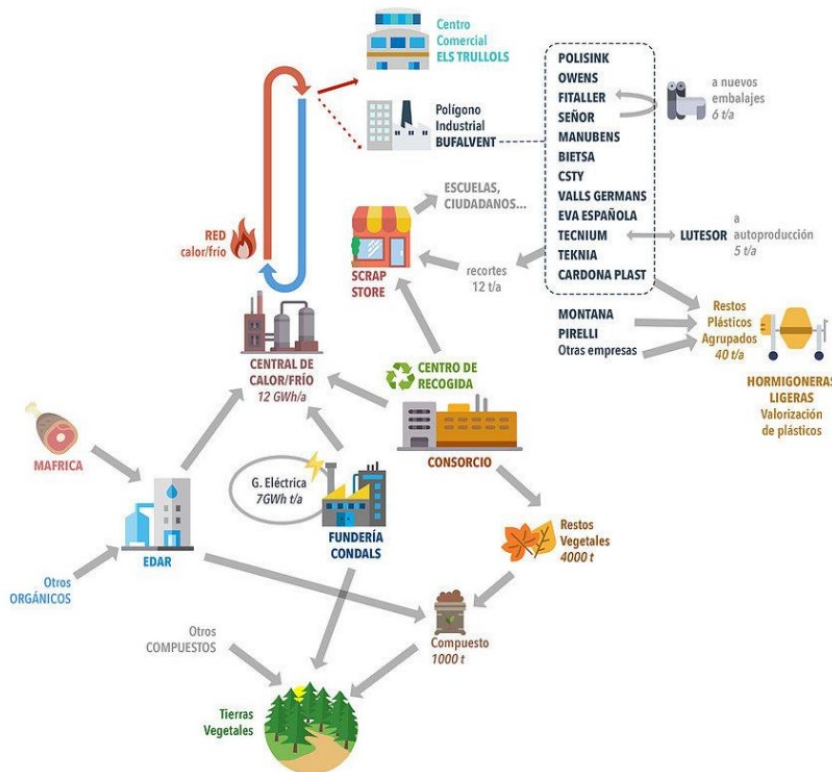 Centro
Comercial
ELS TRULLOLS
Polígono
Industrial
BUFALVENT
POLISINK
OWENS
FITALLER
SEÑOR
MANUBENS
BIETSA
CSTY
VALLS GERMANS
EVA ESPAÑOLA
TECNIUM
TEKNIA
CARDONA PLAST
a nuevos
embalajes
6 t/a
LUTESOR
a
autoproducción
5 t/a
ESCUELAS,
CIUDADANOS...
RED
calor/frío
SCRAP
STORE
recortes
12 t/a
MONTANA
PIRELLI
Otras empresas
Restos
Plásticos
Agrupados
40 t/a
HORMIGONERAS
LIGERAS
Valorización
de plásticos
CENTRAL DE
CALOR/FRÍO
12 GWh/a
CENTRO DE
RECOGIDA
CONSORCIO
MAFRICA
G. Eléctrica
7GWh t/a
FUNDERÍA
CONDALS
EDAR
Otros
ORGÁNICOS
Restos
Vegetales
4000 t
Otros
COMPUESTOS
Compuesto
1000 t
Tierras
Vegetales